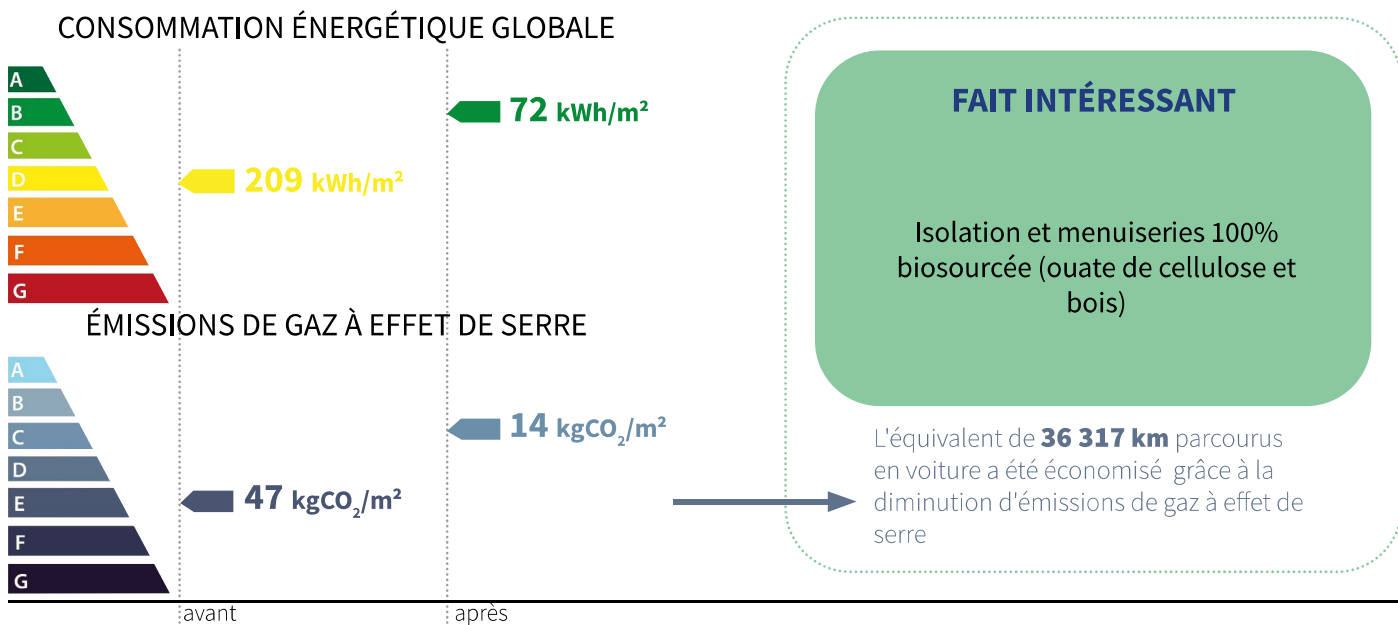 CONSOMMATION ÉNERGÉTIQUE GLOBALE
A
B
C
D
E
F
G
72 kWh/m²
209 kWh/m²
ÉMISSIONS DE GAZ À EFFET DE SERRE
A
B
C
D
E
F
G
14 kgCO₂/m²
47 kgCO₂/m²
avant
après
FAIT INTÉRESSANT
Isolation et menuiseries 100%
biosourcée (ouate de cellulose et
bois)
L'équivalent de 36 317 km parcourus
en voiture a été économisé grâce à la
diminution d'émissions de gaz à effet de
serre